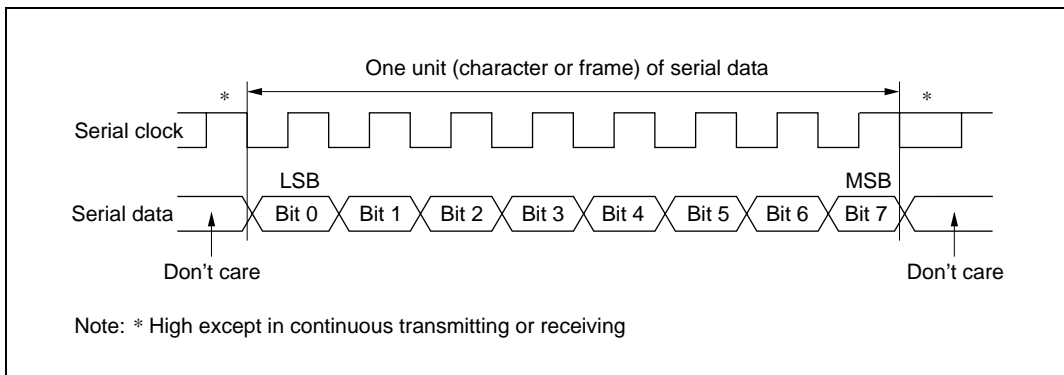 One unit (character or frame) of serial data
* *
Serial clock
LSB MSB
Serial data Bit 0 Bit 1 Bit 2 Bit 3 Bit 4 Bit 5 Bit 6 Bit 7
Don’t care Don’t care
Note: * High except in continuous transmitting or receiving